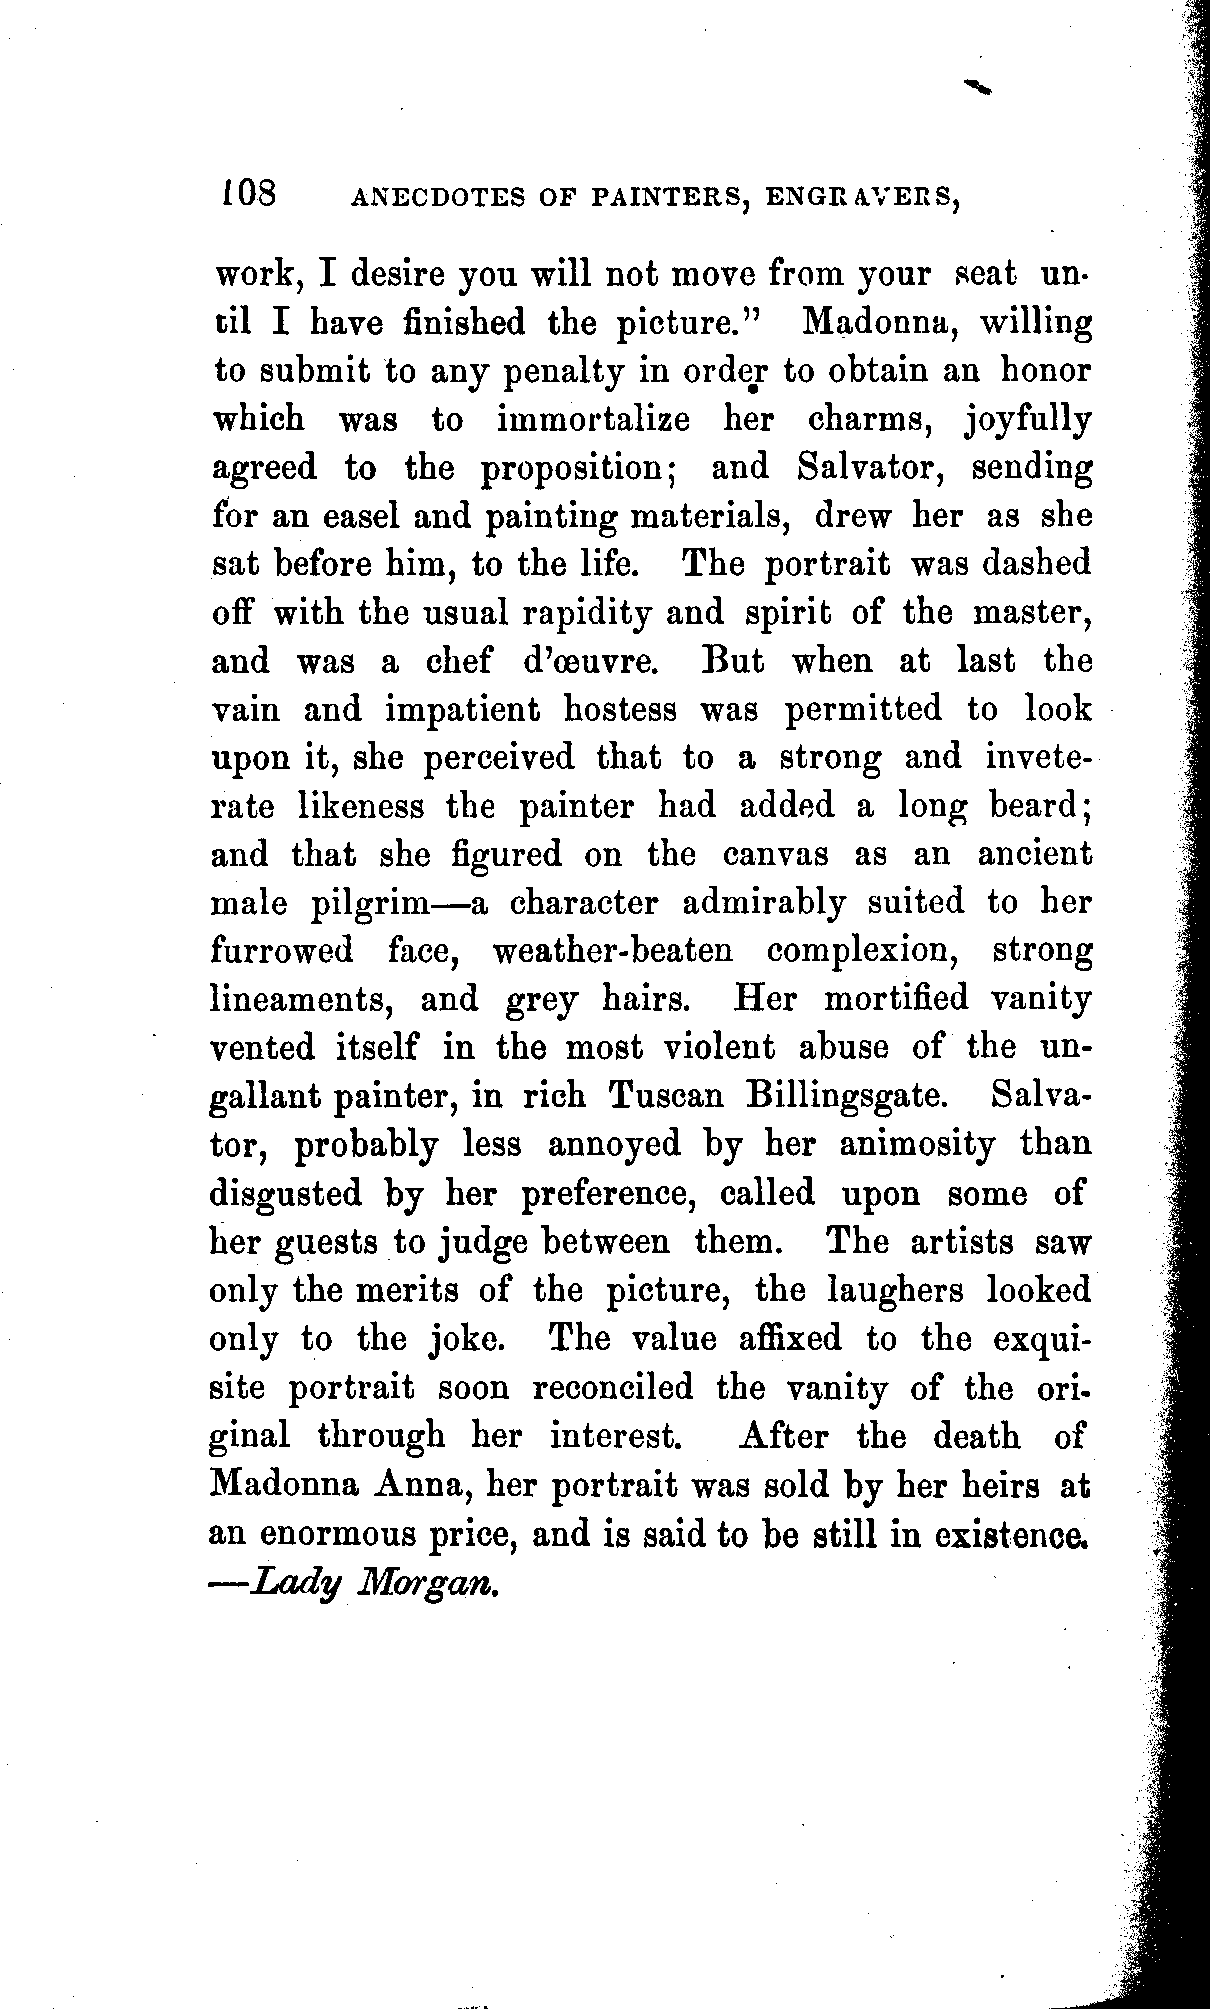 108 ANECDOTES OF PAINTERS, ENGRAVERS,
work, I desire you will not move from your seat un-
til I have finished the picture." Madonna, willing
to submit to any penalty in order to obtain an honor
which was to immortalize her charms, joyfully
agreed to the proposition; and Salvator, sending
for an easel and painting materials, drew her as she
sat before him, to the life. The portrait was dashed
off with the usual rapidity and spirit of the master,
and was a chef d'œuvre. But when at last the
vain and impatient hostess was permitted to look
upon it, she perceived that to a strong and invete-
rate likeness the painter had added a long beard;
and that she figured on the canvas as an ancient
male pilgrim—a character admirably suited to her
furrowed face, weather-beaten complexion, strong
lineaments, and grey hairs. Her mortified vanity
vented itself in the most violent abuse of the un-
gallant painter, in rich Tuscan Billingsgate. Salva-
tor, probably less annoyed by her animosity than
disgusted by her preference, called upon some of
her guests to judge between them. The artists saw
only the merits of the picture, the laughers looked
only to the joke. The value affixed to the exqui-
site portrait soon reconciled the vanity of the ori-
ginal through her interest. After the death of
Madonna Anna, her portrait was sold by her heirs at
an enormous price, and is said to be still in existence.
—Lady Morgan.